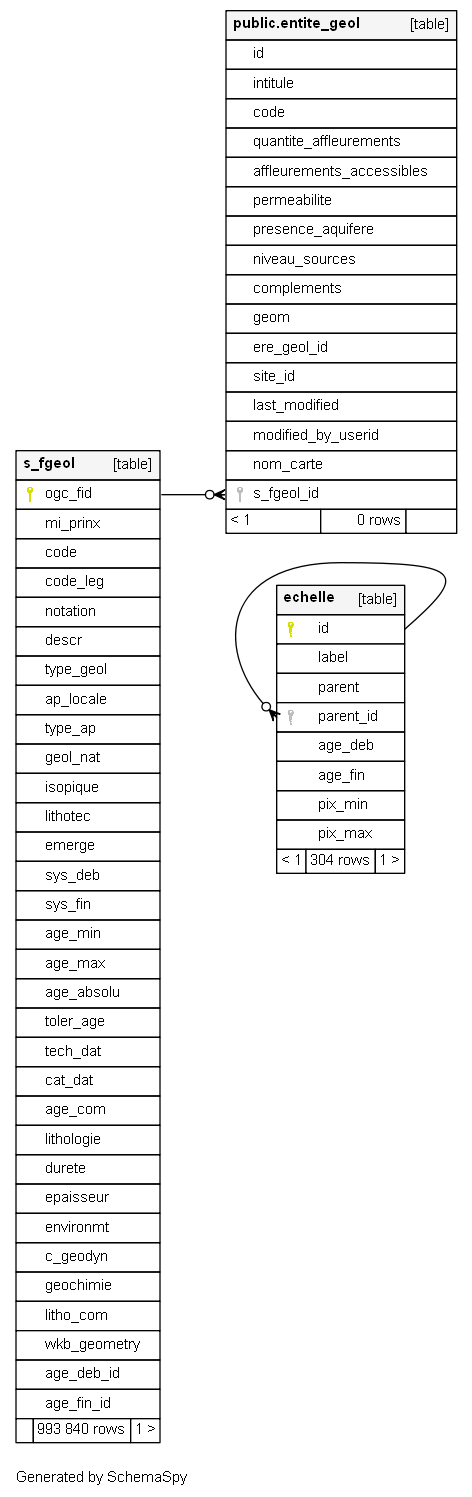 public.entite_geol [table]
id
intitule
code
quantite_affleurements
affleurements_accessibles
permeabilite
presence_aquifere
niveau_sources
complements
geom
ere_geol_id
site_id
last_modified
modified_by_userid
nom_carte
s_fgeol_id
< 1 0 rows
s_fgeol [table]
ogc_fid
mi_prinx
code
code_leg
notation
descr
type_geol
ap_locale
type_ap
geol_nat
isopique
lithotec
emerge
sys_deb
sys_fin
age_min
age_max
age_absolu
toler_age
tech_dat
cat_dat
age_com
lithologie
durete
epaisseur
environmt
c_geodyn
geochimie
litho_com
wkb_geometry
age_deb_id
age_fin_id
993 840 rows 1 >
echelle [table]
id
label
parent
parent_id
age_deb
age_fin
pix_min
pix_max
< 1 304 rows 1 >
Generated by SchemaSpy